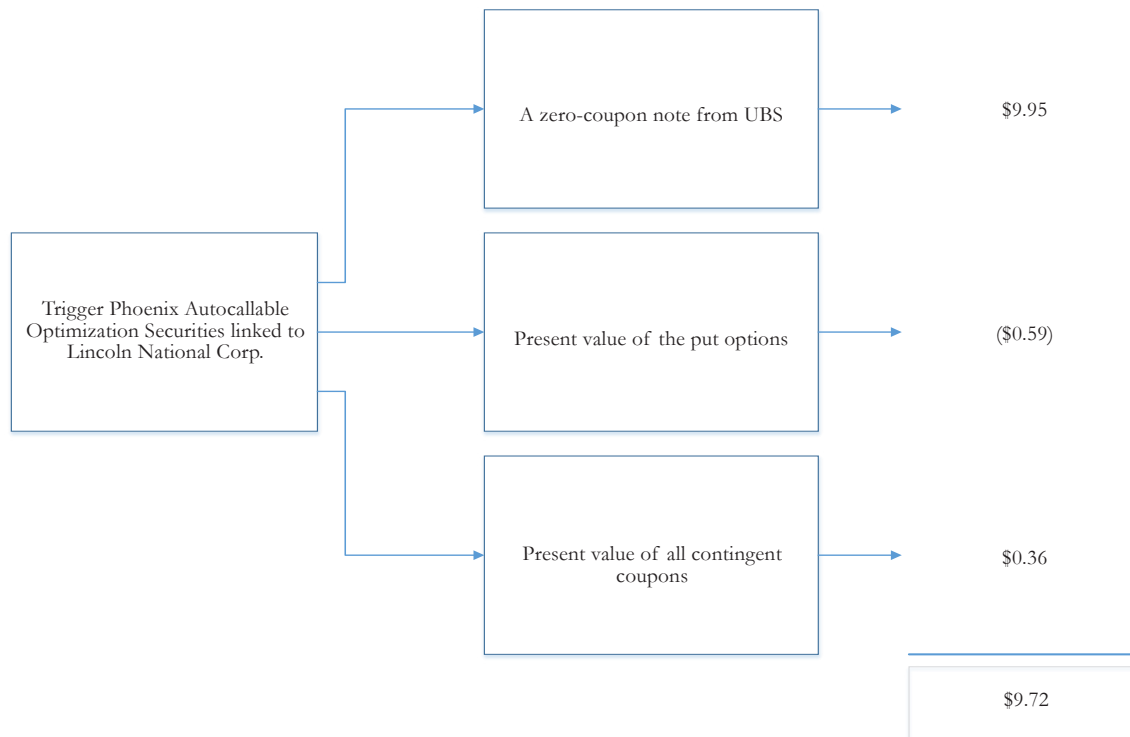 A zero-coupon note from UBS
$9.95
Trigger Phoenix Autocallable
Optimization Securities linked to
Lincoln National Corp.
Present value of the put options
($0.59)
Present value of all contingent
coupons
$0.36
$9.72